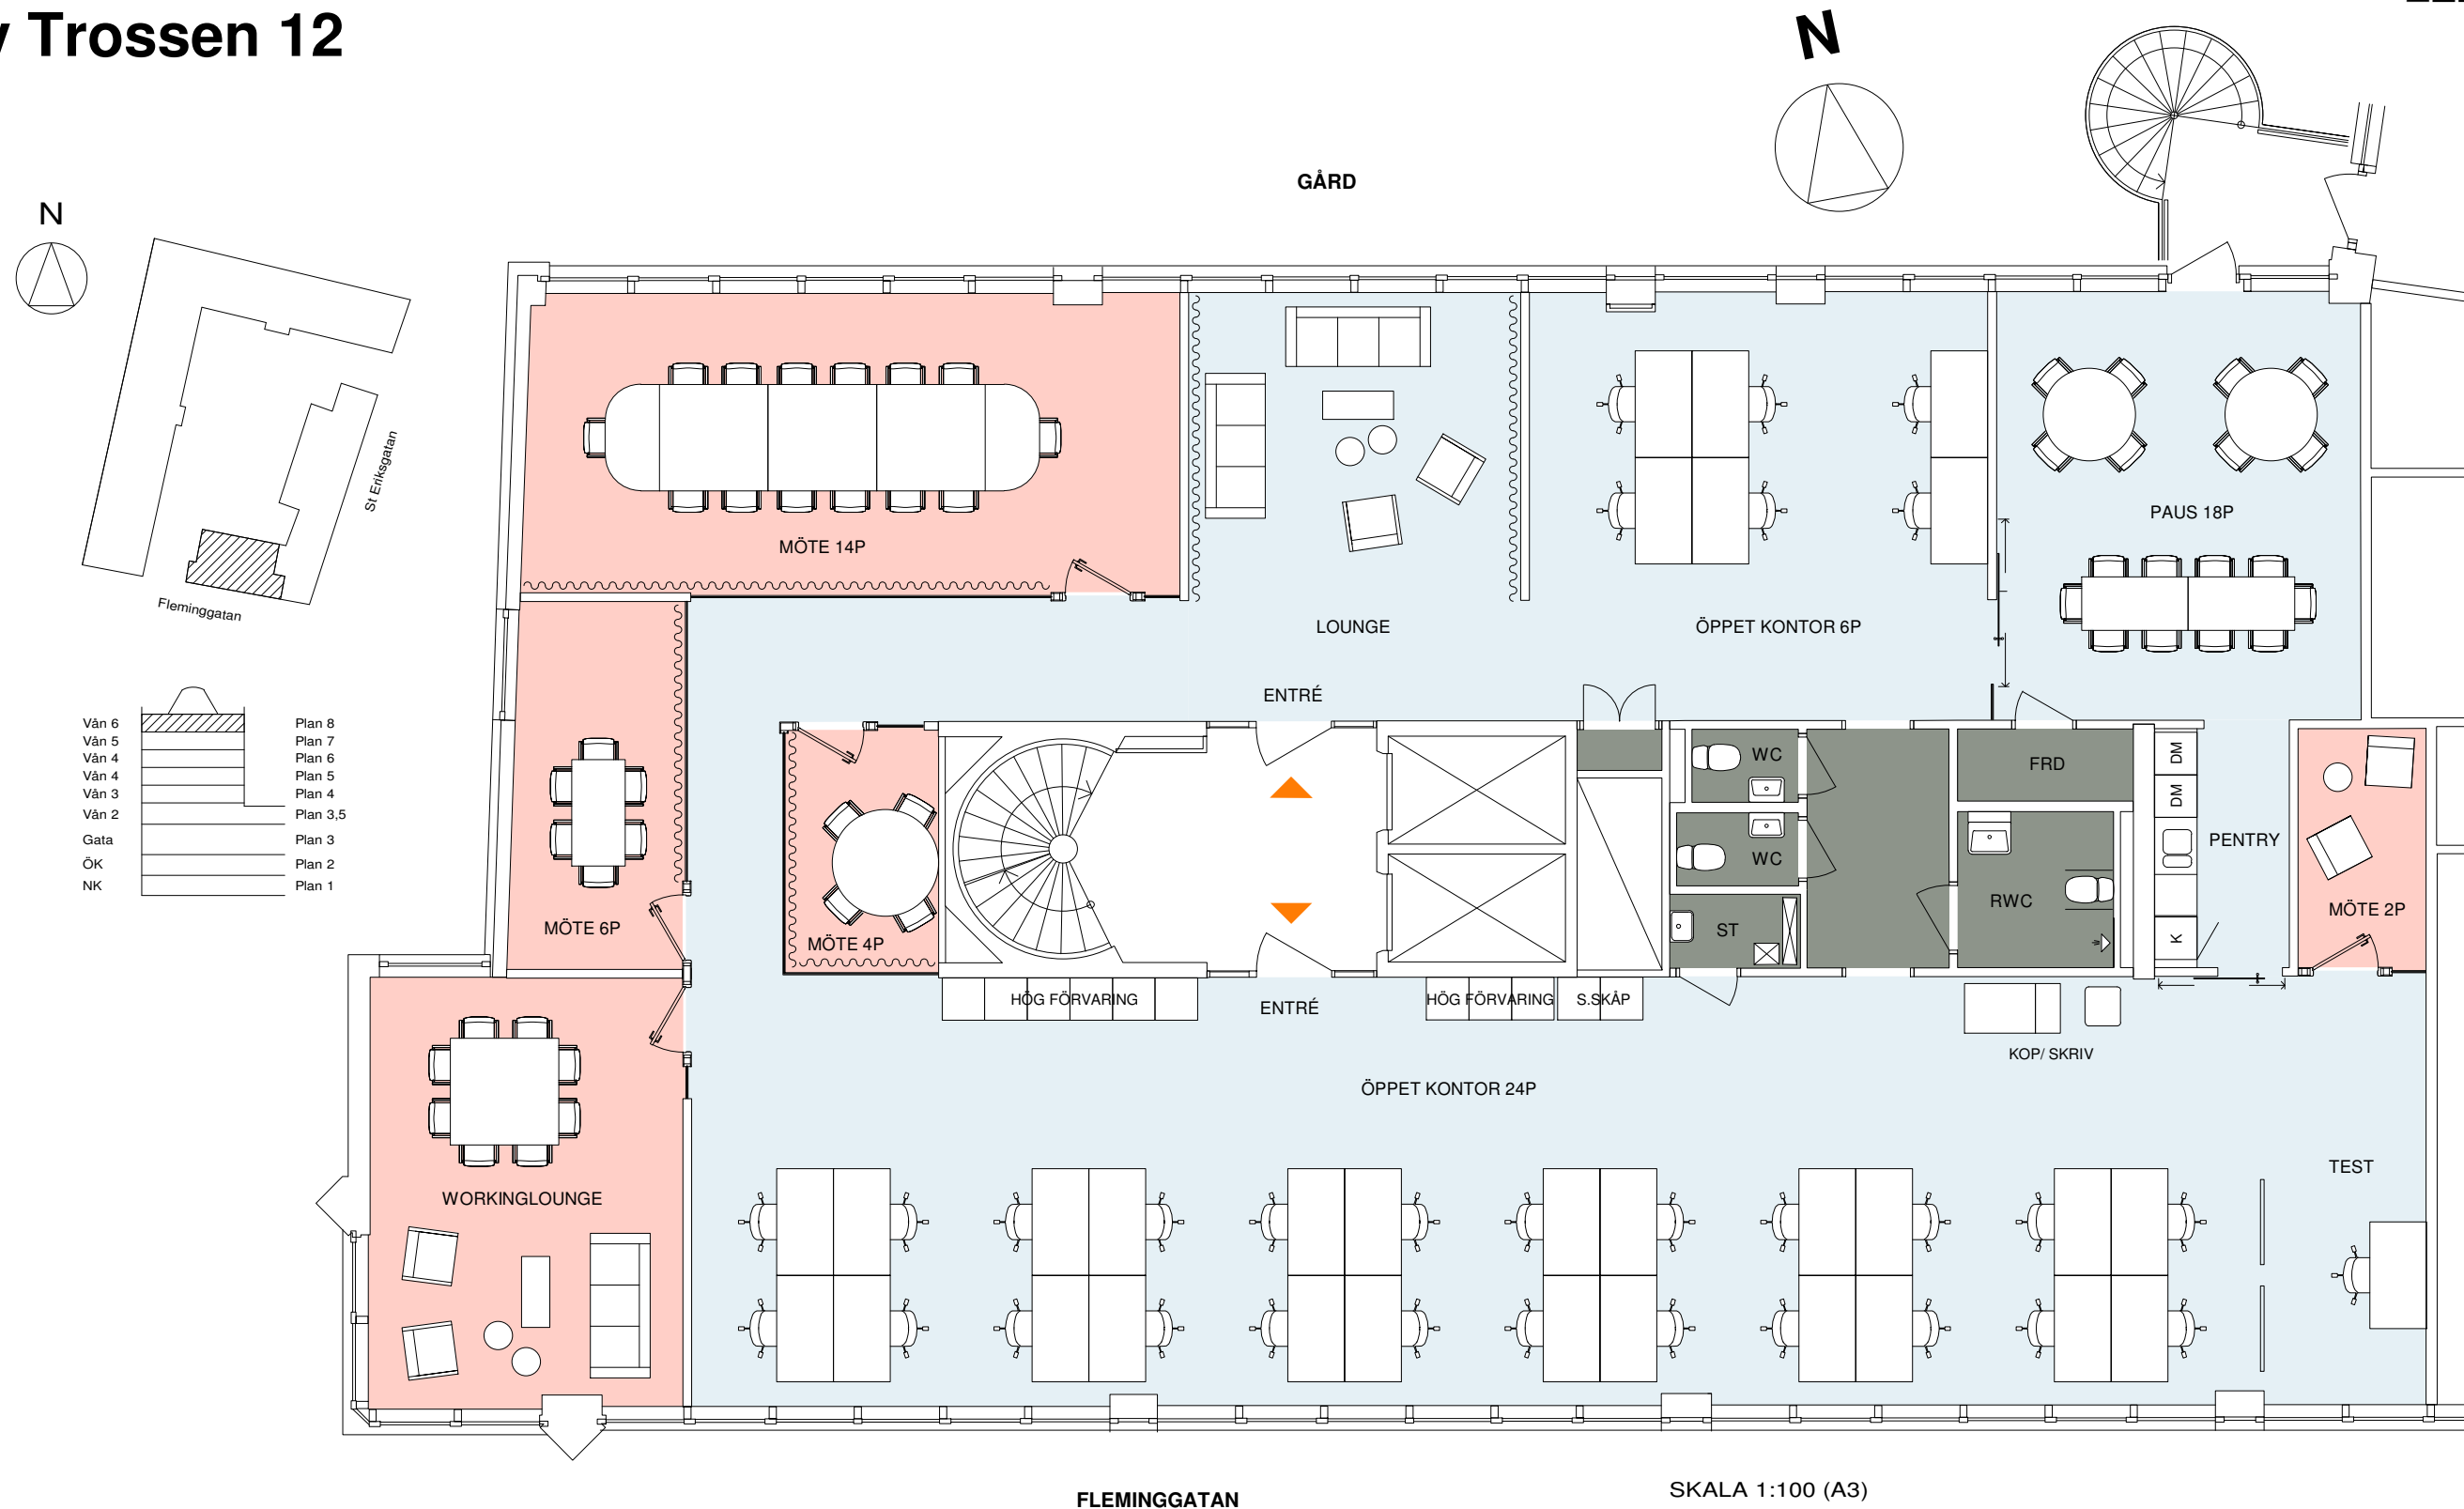 Trossen 12
N
GÅRD
N
St Eriksgatan
Fleminggatan
MÖTE 14P
PAUS 18P
LOUNGE
ÖPPET KONTOR 6P
ENTRÉ
Vån 6 Plan 8
Vån 5 Plan 7
Vån 4 Plan 6
Vån 4 Plan 5
Vån 3 Plan 4
Vån 2 Plan 3,5
Gata Plan 3
ÖK Plan 2
NK Plan 1
WC
FRD
DM
DM
WC
PENTRY
RWC
MÖTE 2P
MÖTE 6P
MÖTE 4P
ST
K
HÖG FÖRVARING
ENTRÉ
HÖG FÖRVARING
S.SKÅP
KOP/ SKRIV
ÖPPET KONTOR 24P
TEST
WORKINGLOUNGE
SKALA 1:100 (A3)
FLEMINGGATAN